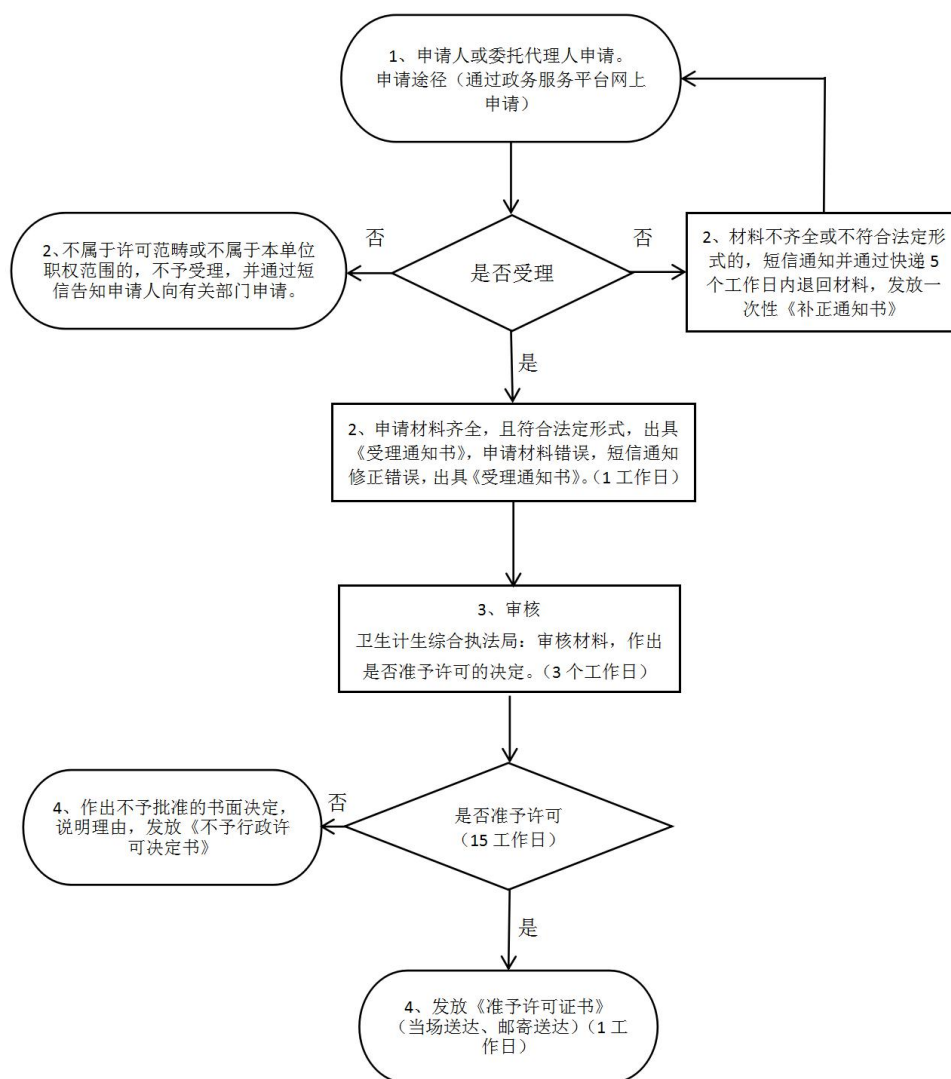 1、申请人或委托代理人申请。
申请途径（通过政务服务平台网上
申请）
否
2、不属于许可范畴或不属于本单位
职权范围的，不予受理，并通过短
信告知申请人向有关部门申请。
是否受理
否
2、材料不齐全或不符合法定形
式的，短信通知并通过快递 5
个工作日内退回材料，发放一
次性《补正通知书》
是
2、申请材料齐全，且符合法定形式，出具
《受理通知书》，申请材料错误，短信通知
修正错误，出具《受理通知书》。（1 工作日）
3、审核
卫生计生综合执法局：审核材料，作出
是否准予许可的决定。（3 个工作日）
否
4、作出不予批准的书面决定，
说明理由，发放《不予行政许
可决定书》
是否准予许可
（15 工作日）
是
4、发放《准予许可证书》
（当场送达、邮寄送达）（1 工
作日）